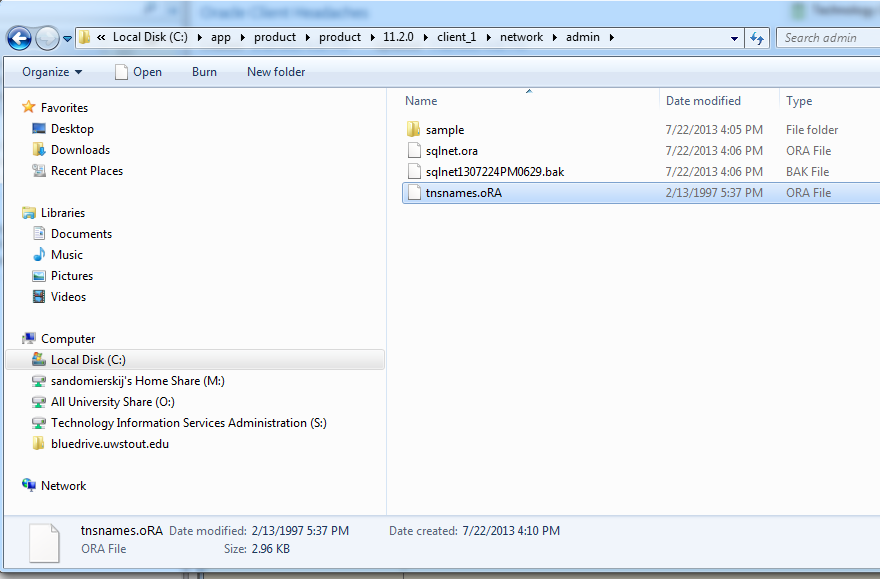 Oracle Client Headaches
Technology
« Local Disk (C:) app product product 11.2.0 client_1 network admin
Search admin
Organize Open Burn New folder
Favorites
Desktop
Downloads
Recent Places
Libraries
Documents
Music
Pictures
Videos
Computer
Local Disk (C:)
sandomierskij's Home Share (M:)
All University Share (O:)
Technology Information Services Administration (S:)
bluedrive.uwstout.edu
Network
Name Date modified Type
sample 7/22/2013 4:05 PM File folder
sqlnet.ora 7/22/2013 4:06 PM ORA File
sqlnet1307224PM0629.bak 7/22/2013 4:06 PM BAK File
tnsnames.oRA 2/13/1997 5:37 PM ORA File
tnsnames.oRA Date modified: 2/13/1997 5:37 PM Date created: 7/22/2013 4:10 PM
ORA File Size: 2.96 KB